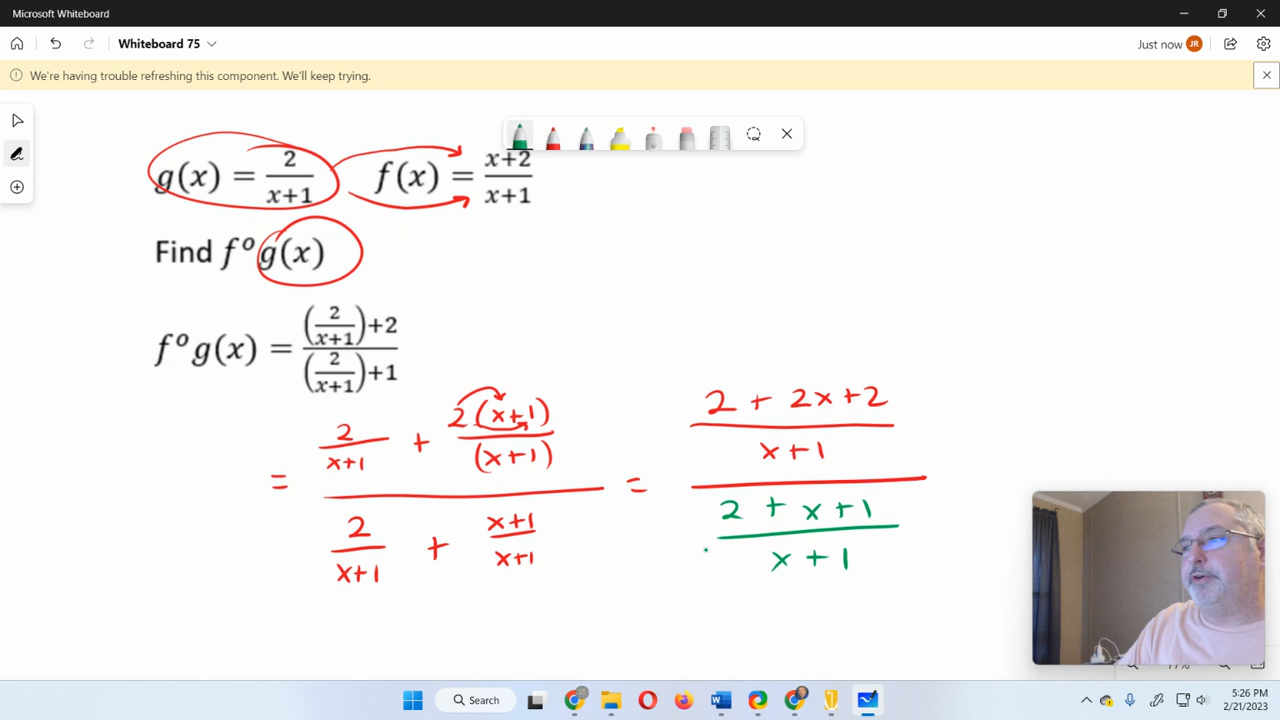 Microsoft Whiteboard
Whiteboard 75
Just now JR
We're having trouble refreshing this component. We'll keep trying.
g(x) = 2/(x+1) f(x) = (x+2)/(x+1)
Find f° g(x)
f° g(x) = ((2/(x+1))+2)/((2/(x+1))+1)
= (2/(x+1) + 2(x+1)/(x+1))/(2/(x+1) + (x+1)/(x+1)) = ((2 + 2x + 2)/(x+1))/((2 + x + 1)/(x + 1))
77%
Search
5:26 PM
2/21/2023